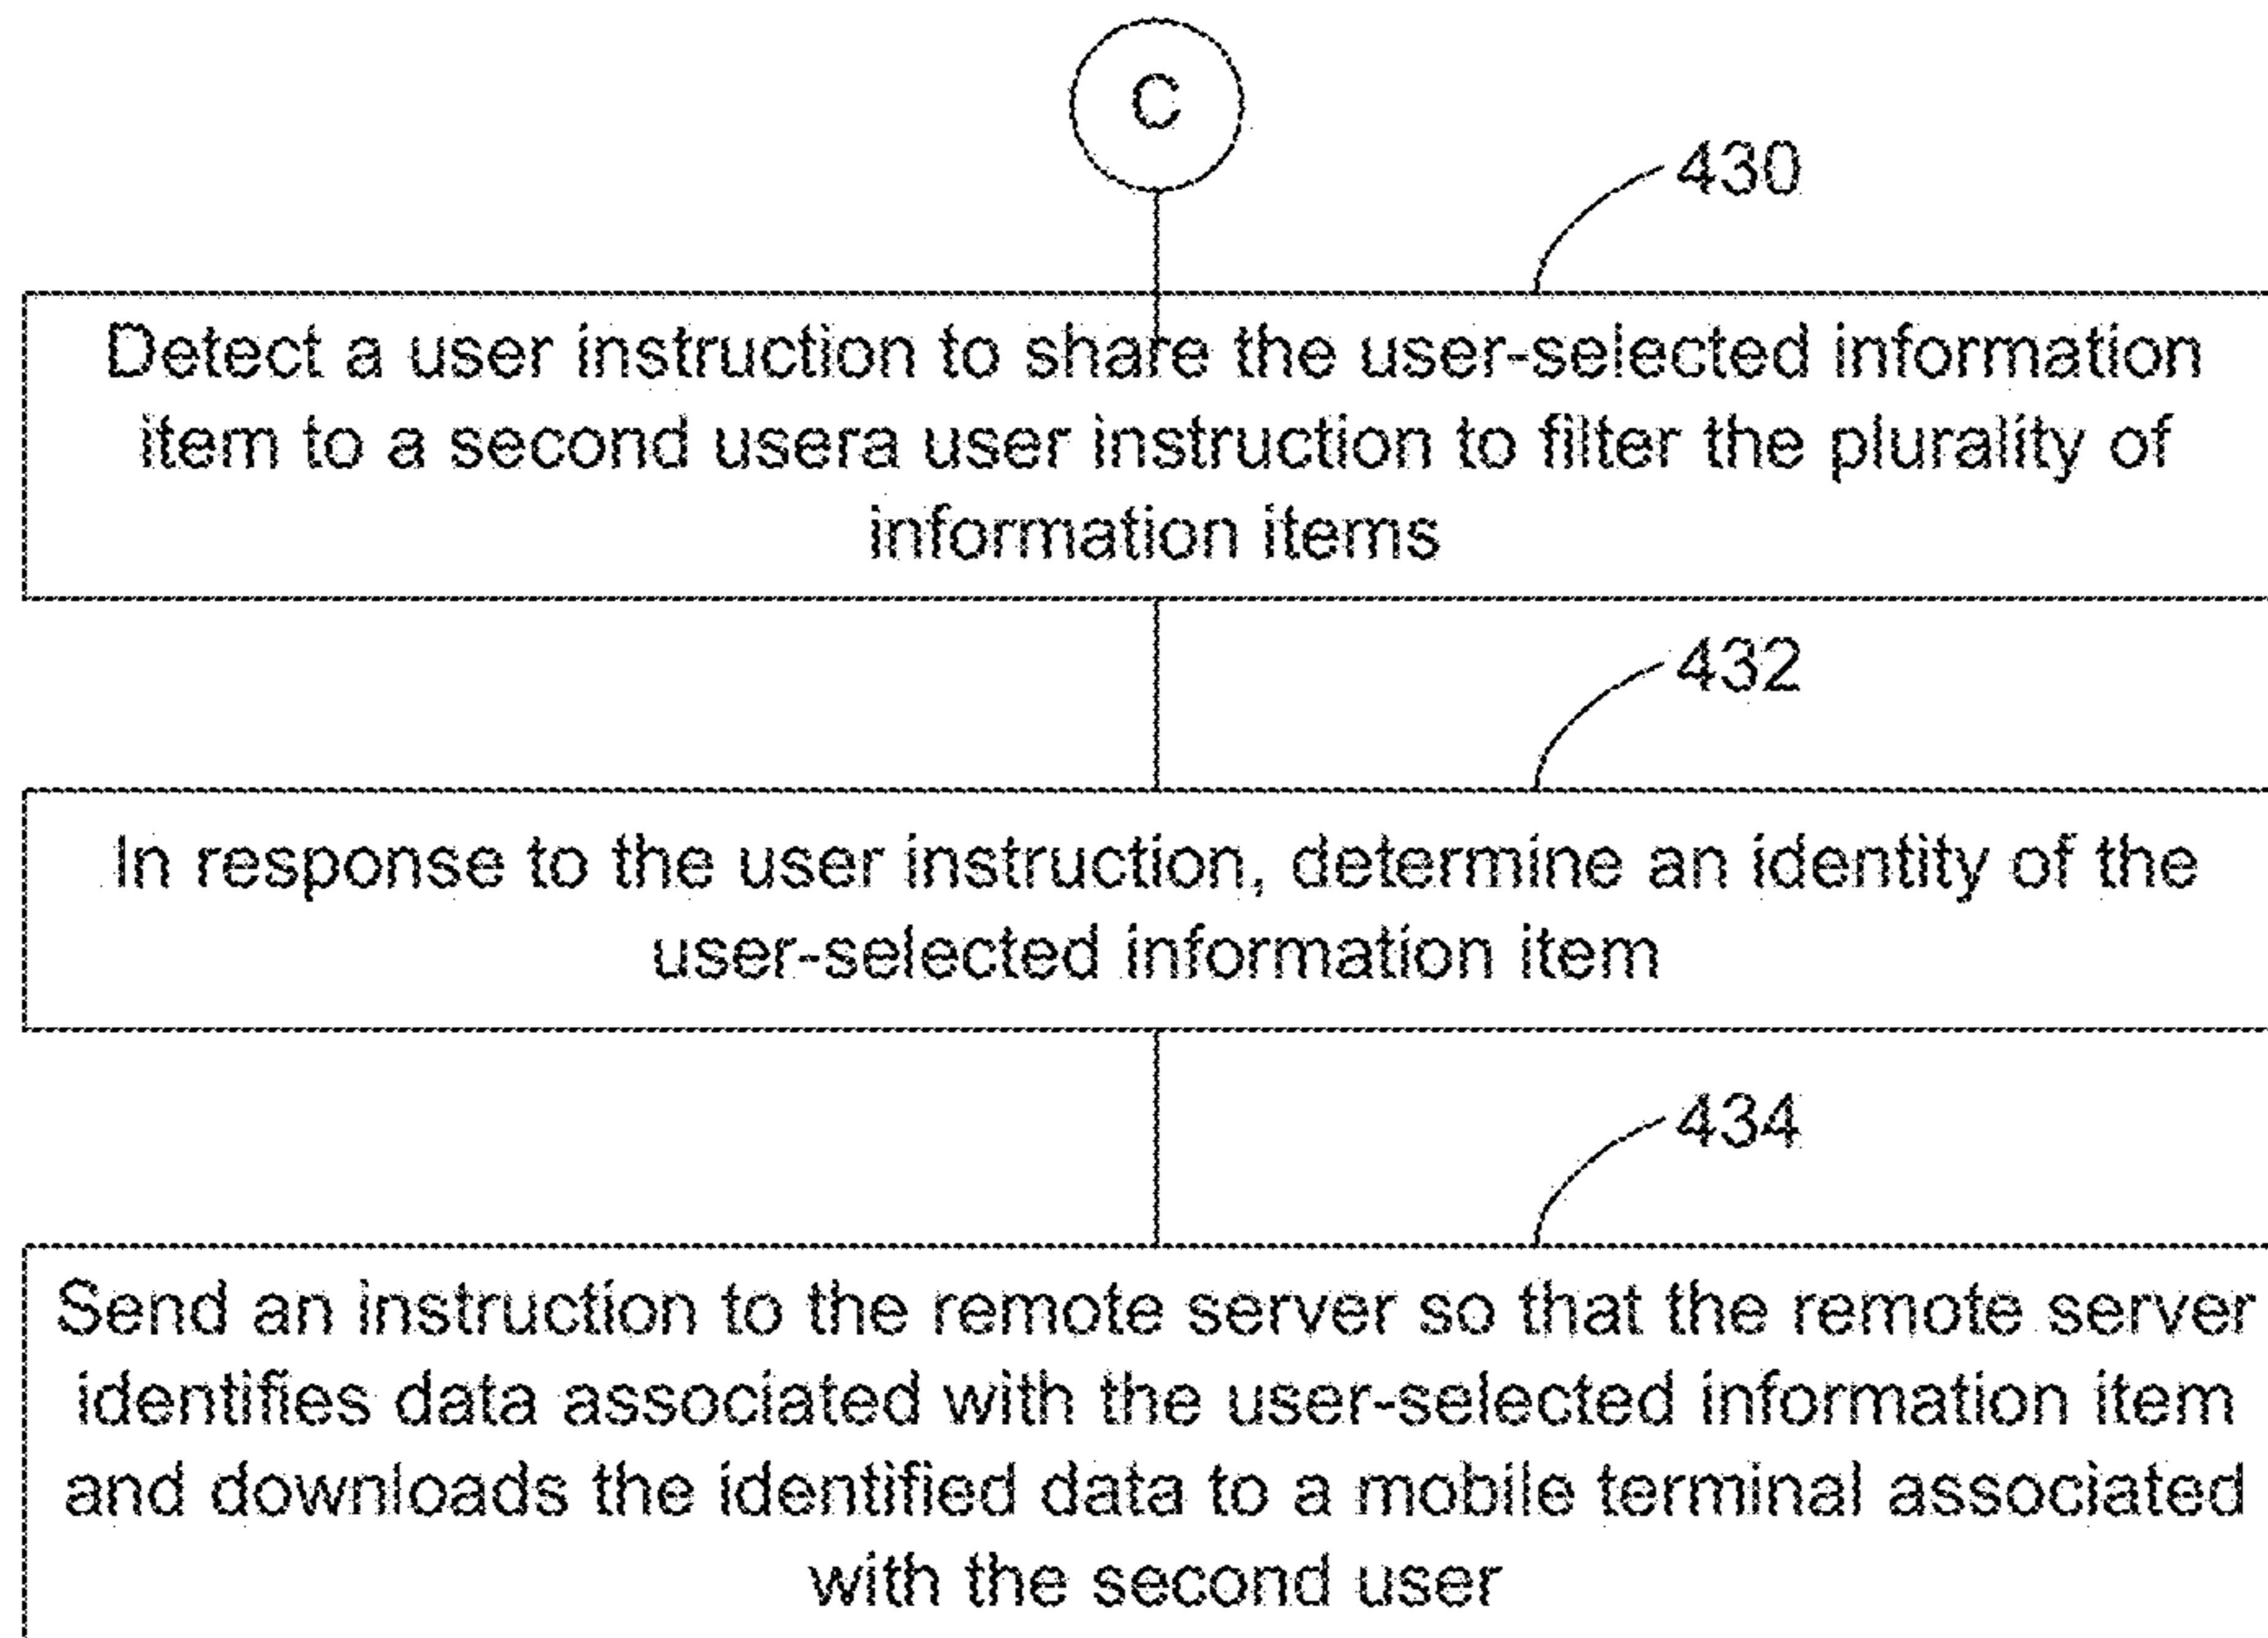 C
430
Detect a user instruction to share the user-selected information
item to a second usera user instruction to filter the plurality of
information items
432
In response to the user instruction, determine an identity of the
user-selected information item
434
Send an instruction to the remote server so that the remote server
identifies data associated with the user-selected information item
and downloads the identified data to a mobile terminal associated
with the second user